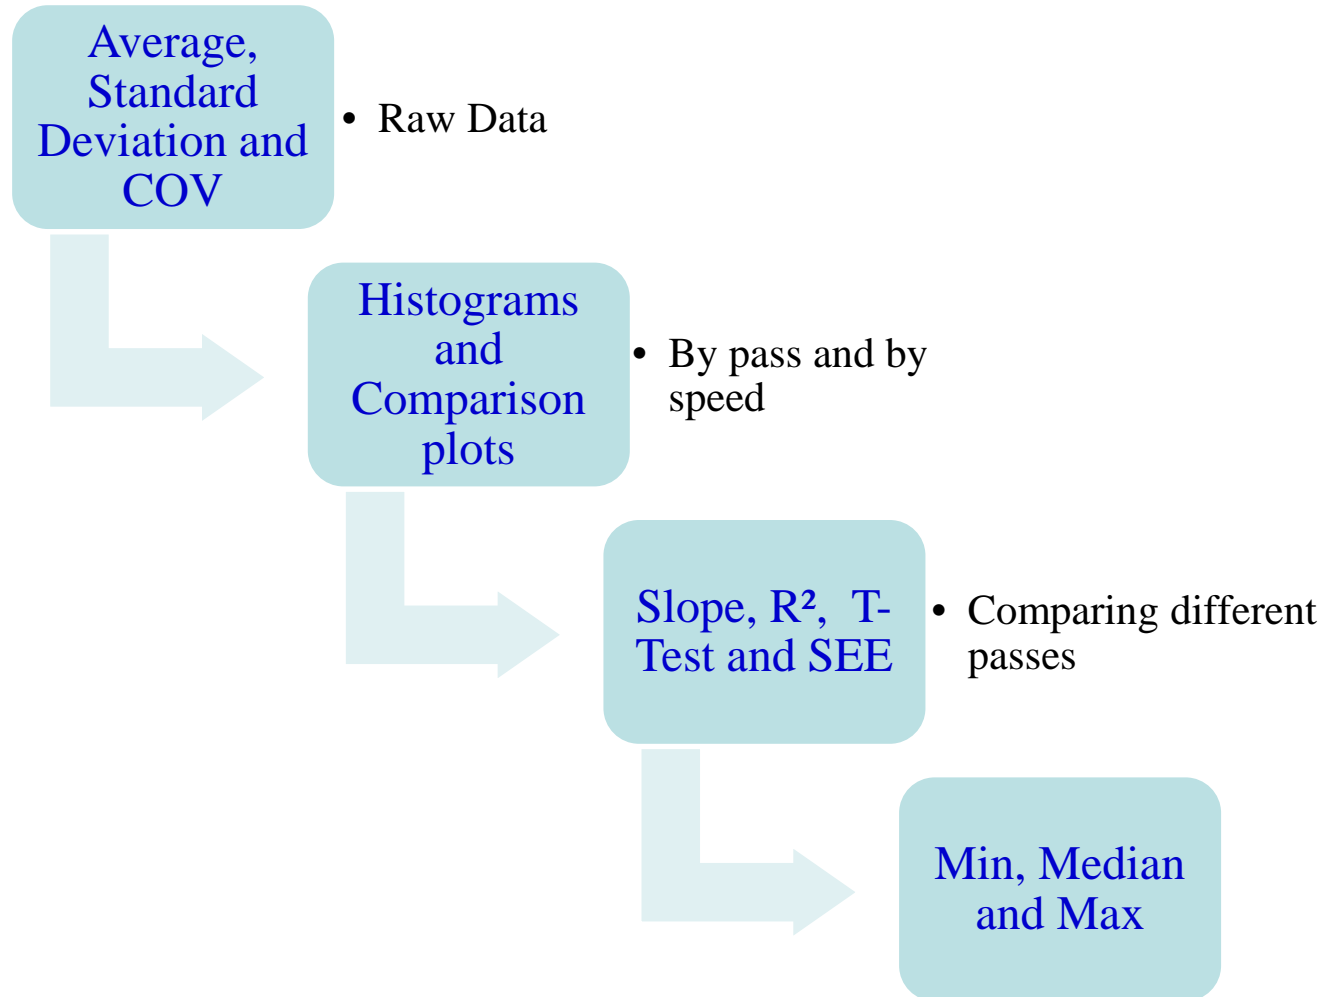 Average,
Standard
Deviation and
COV
• Raw Data
Histograms
and
Comparison
plots
• By pass and by
speed
Slope, R², T-
Test and SEE
• Comparing different
passes
Min, Median
and Max